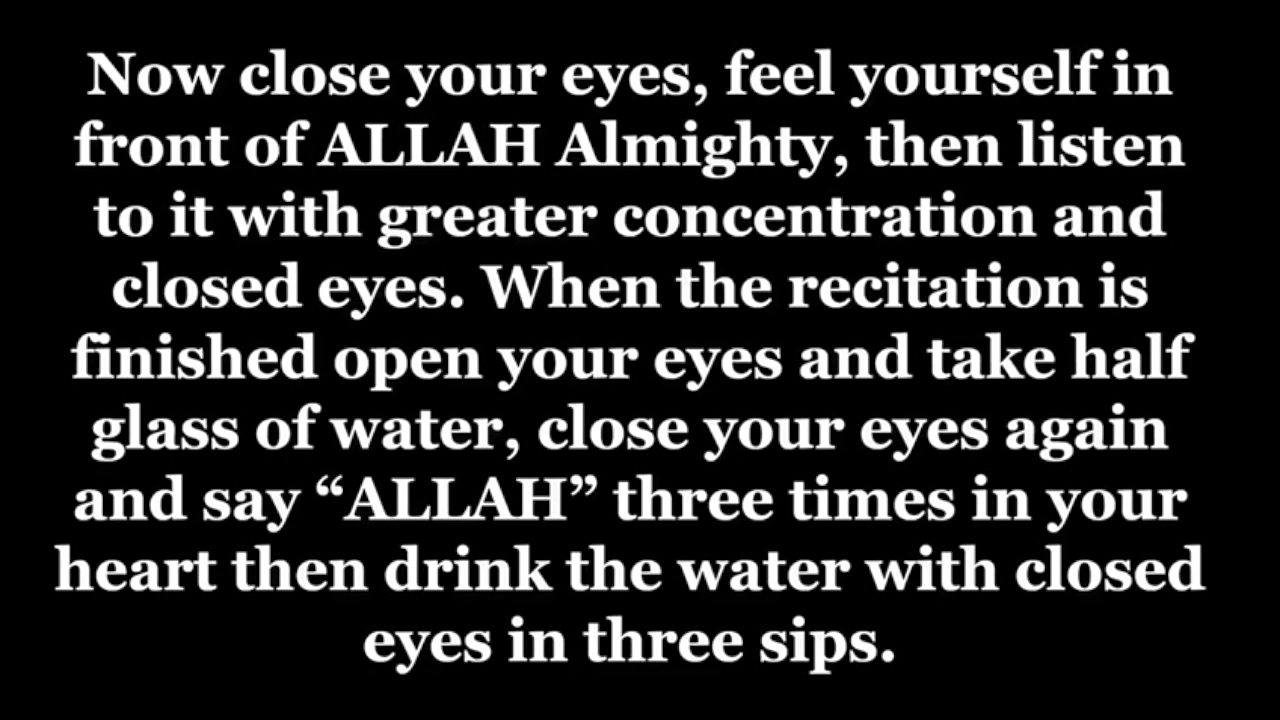 Now close your eyes, feel yourself in
front of ALLAH Almighty, then listen
to it with greater concentration and
closed eyes. When the recitation is
finished open your eyes and take half
glass of water, close your eyes again
and say “ALLAH” three times in your
heart then drink the water with closed
eyes in three sips.